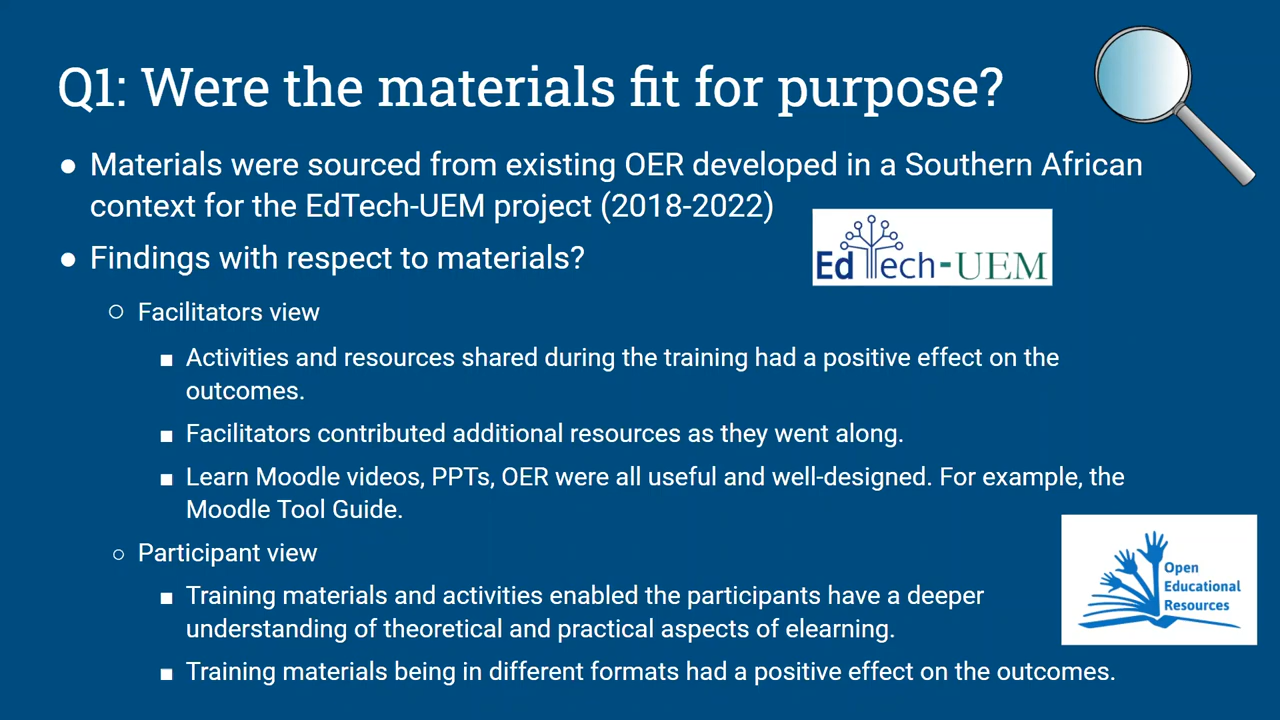 Q1: Were the materials fit for purpose?
● Materials were sourced from existing OER developed in a Southern African
context for the EdTech-UEM project (2018-2022)
EdTech-UEM
● Findings with respect to materials?
○ Facilitators view
■ Activities and resources shared during the training had a positive effect on the
outcomes.
■ Facilitators contributed additional resources as they went along.
■ Learn Moodle videos, PPTs, OER were all useful and well-designed. For example, the
Moodle Tool Guide.
○ Participant view
■ Training materials and activities enabled the participants have a deeper
understanding of theoretical and practical aspects of elearning.
■ Training materials being in different formats had a positive effect on the outcomes.
Open
Educational
Resources